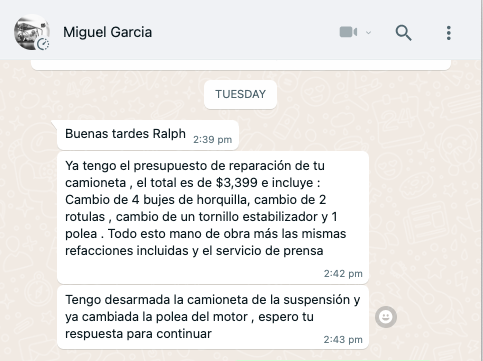 Miguel Garcia
TUESDAY
Buenas tardes Ralph 2:39 pm
Ya tengo el presupuesto de reparación de tu
camioneta , el total es de $3,399 e incluye :
Cambio de 4 bujes de horquilla, cambio de 2
rotulas , cambio de un tornillo estabilizador y 1
polea . Todo esto mano de obra más las mismas
refacciones incluidas y el servicio de prensa
2:42 pm
Tengo desarmada la camioneta de la suspensión y
ya cambiada la polea del motor , espero tu
respuesta para continuar
2:43 pm